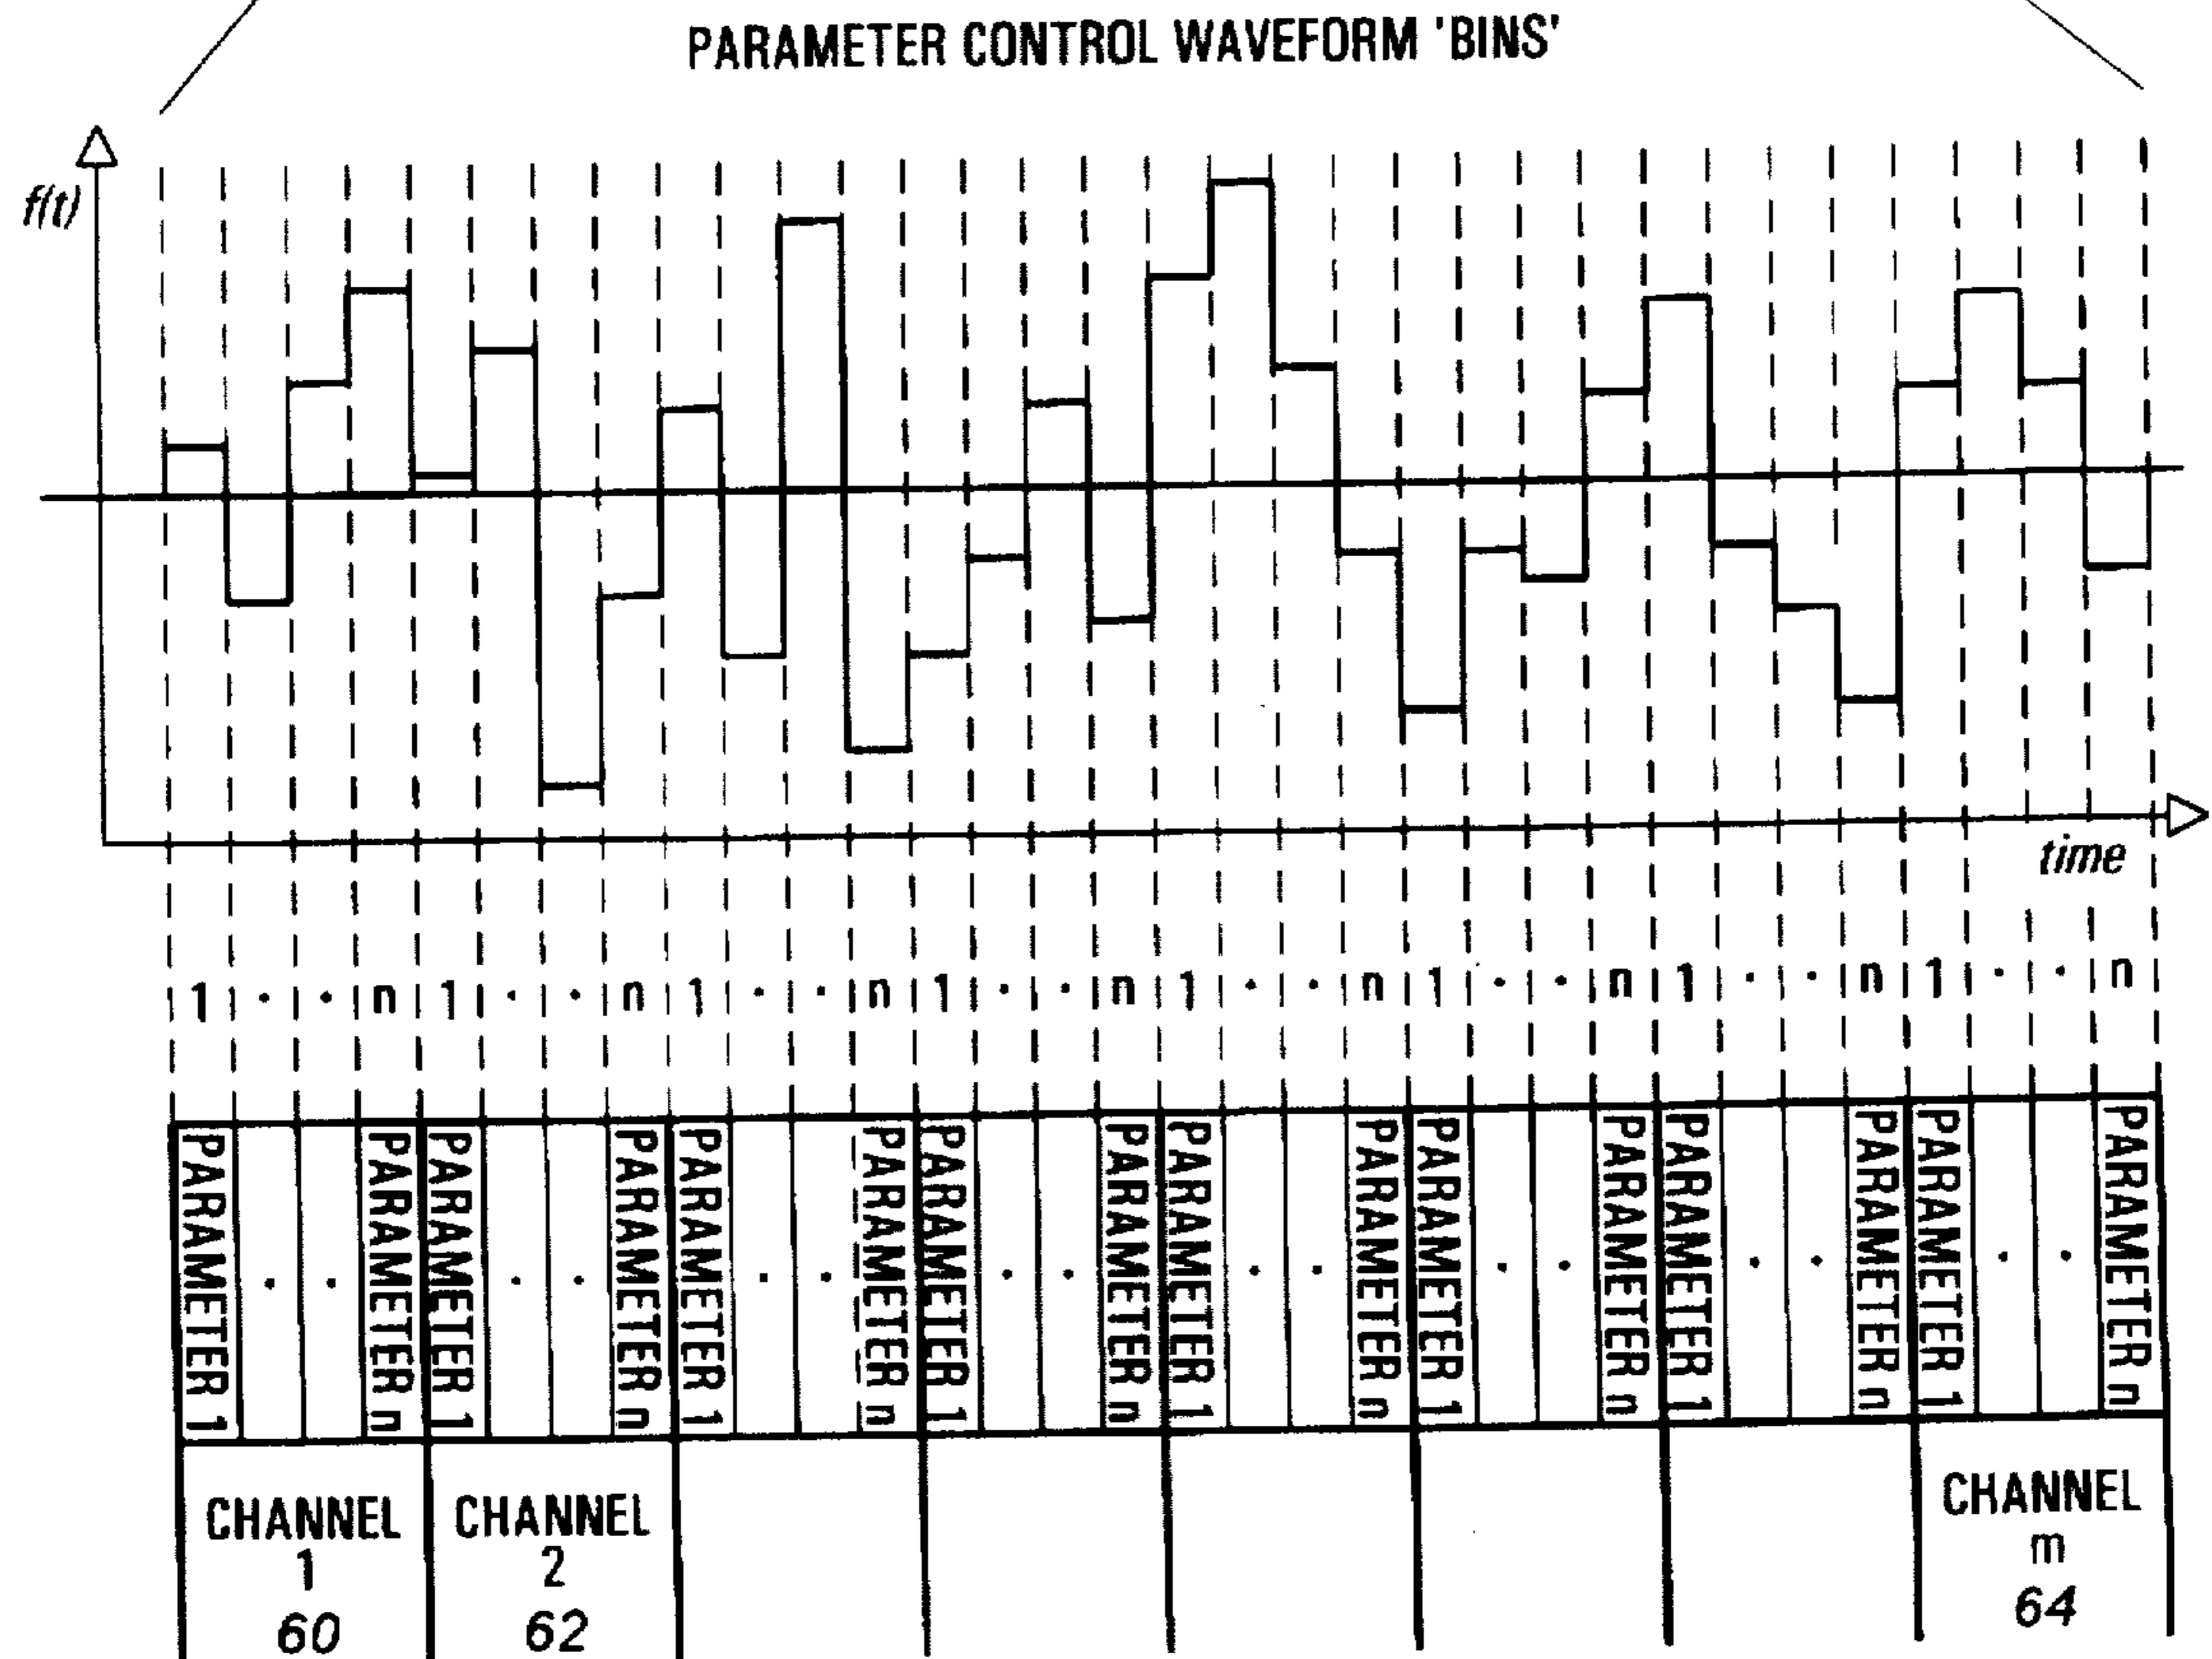 PARAMETER CONTROL WAVEFORM 'BINS'
f(t)
time
1 · · n 1 · · n 1 · · n 1 · · n 1 · · n 1 · · n 1 · · n 1 · · n
PARAMETER 1
· ·
PARAMETER n
PARAMETER 1
· ·
PARAMETER n
PARAMETER 1
· ·
PARAMETER n
PARAMETER 1
· ·
PARAMETER n
PARAMETER 1
· ·
PARAMETER n
PARAMETER 1
· ·
PARAMETER n
PARAMETER 1
· ·
PARAMETER n
PARAMETER 1
· ·
PARAMETER n
CHANNEL
1
60
CHANNEL
2
62
CHANNEL
m
64